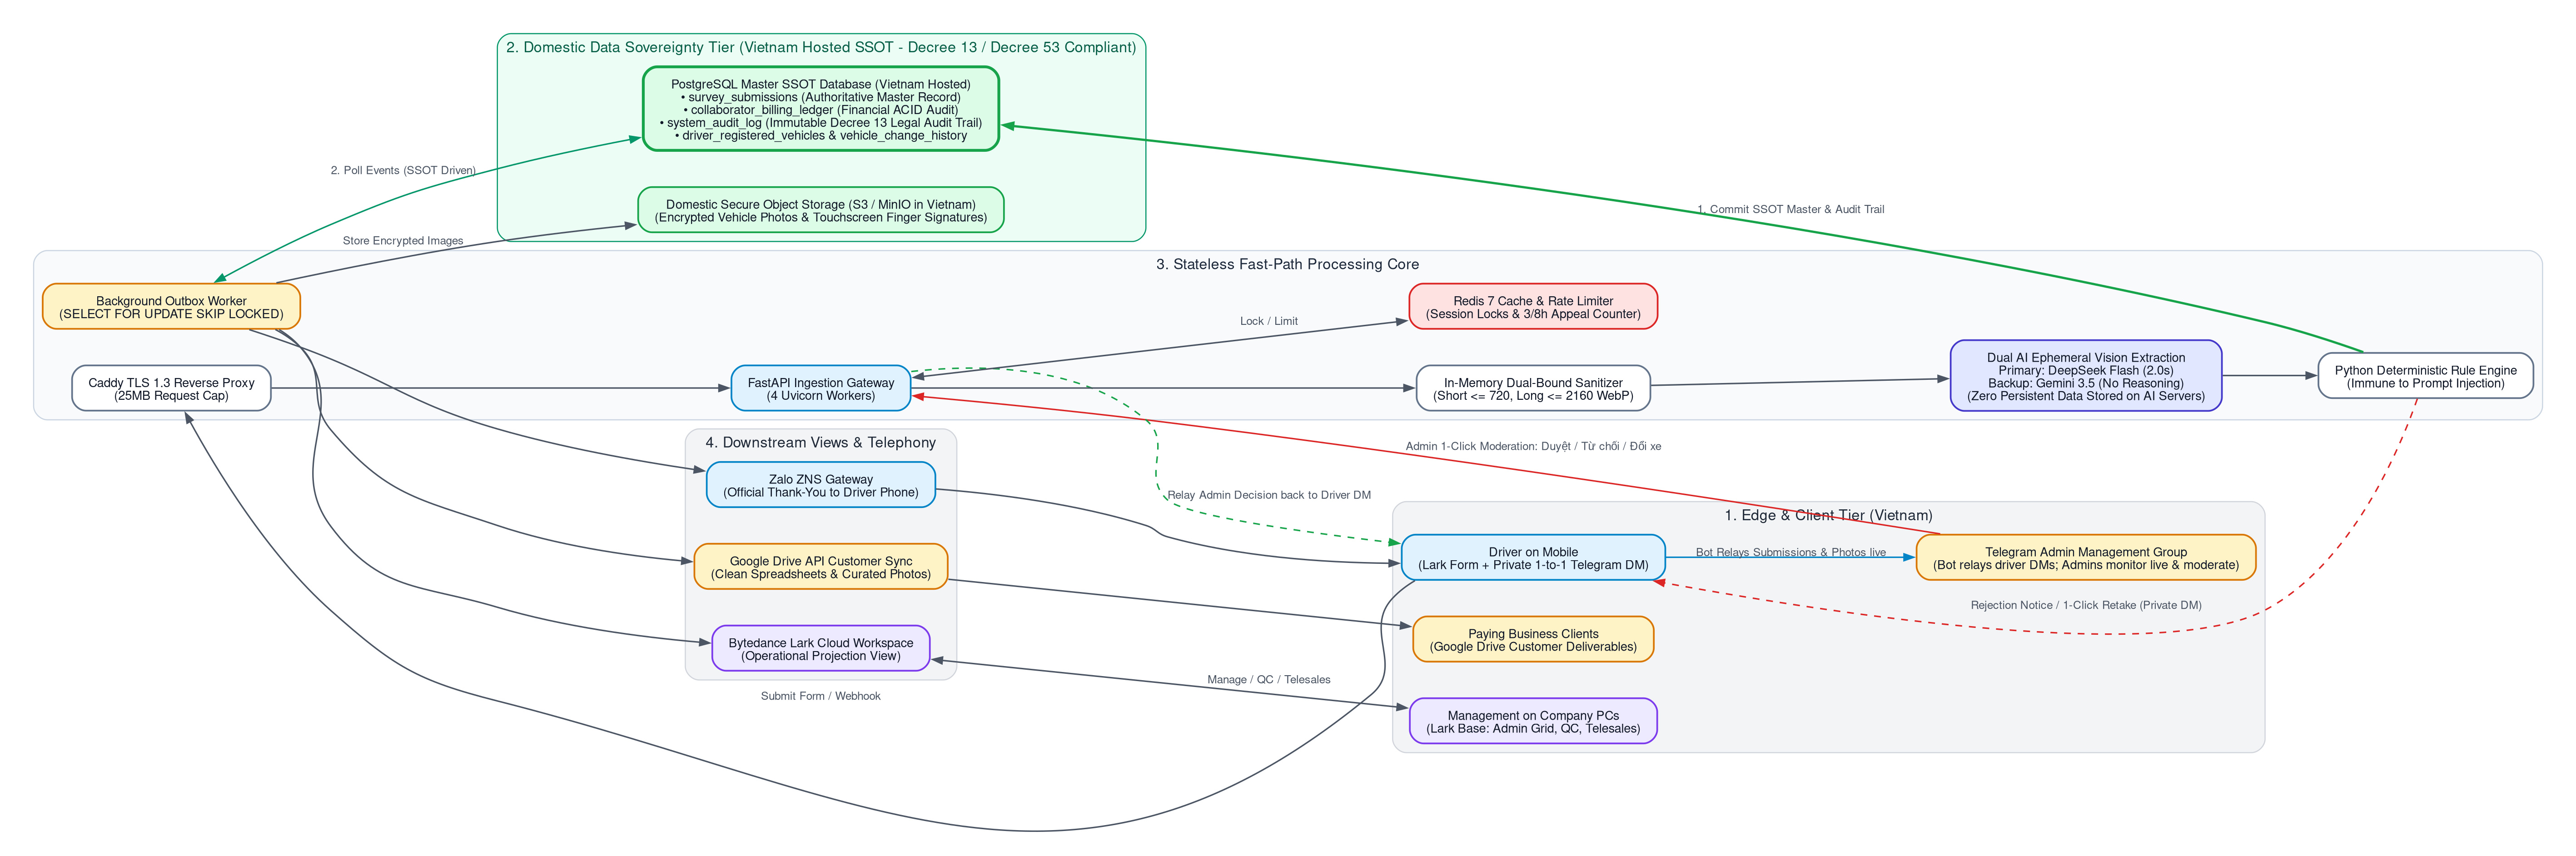 2. Domestic Data Sovereignty Tier (Vietnam Hosted SSOT - Decree 13 / Decree 53 Compliant)
PostgreSQL Master SSOT Database (Vietnam Hosted)
• survey_submissions (Authoritative Master Record)
• collaborator_billing_ledger (Financial ACID Audit)
• system_audit_log (Immutable Decree 13 Legal Audit Trail)
• driver_registered_vehicles & vehicle_change_history
2. Poll Events (SSOT Driven)
Domestic Secure Object Storage (S3 / MinIO in Vietnam)
(Encrypted Vehicle Photos & Touchscreen Finger Signatures)
1. Commit SSOT Master & Audit Trail
Store Encrypted Images
3. Stateless Fast-Path Processing Core
Background Outbox Worker
(SELECT FOR UPDATE SKIP LOCKED)
Redis 7 Cache & Rate Limiter
(Session Locks & 3/8h Appeal Counter)
Lock / Limit
Caddy TLS 1.3 Reverse Proxy
(25MB Request Cap)
FastAPI Ingestion Gateway
(4 Uvicorn Workers)
In-Memory Dual-Bound Sanitizer
(Short <= 720, Long <= 2160 WebP)
Dual AI Ephemeral Vision Extraction
Primary: DeepSeek Flash (2.0s)
Backup: Gemini 3.5 (No Reasoning)
(Zero Persistent Data Stored on AI Servers)
Python Deterministic Rule Engine
(Immune to Prompt Injection)
4. Downstream Views & Telephony
Admin 1-Click Moderation: Duyệt / Từ chối / Đổi xe
Zalo ZNS Gateway
(Official Thank-You to Driver Phone)
Relay Admin Decision back to Driver DM
1. Edge & Client Tier (Vietnam)
Google Drive API Customer Sync
(Clean Spreadsheets & Curated Photos)
Driver on Mobile
(Lark Form + Private 1-to-1 Telegram DM)
Bot Relays Submissions & Photos live
Telegram Admin Management Group
(Bot relays driver DMs; Admins monitor live & moderate)
Rejection Notice / 1-Click Retake (Private DM)
Bytedance Lark Cloud Workspace
(Operational Projection View)
Paying Business Clients
(Google Drive Customer Deliverables)
Manage / QC / Telesales
Submit Form / Webhook
Management on Company PCs
(Lark Base: Admin Grid, QC, Telesales)